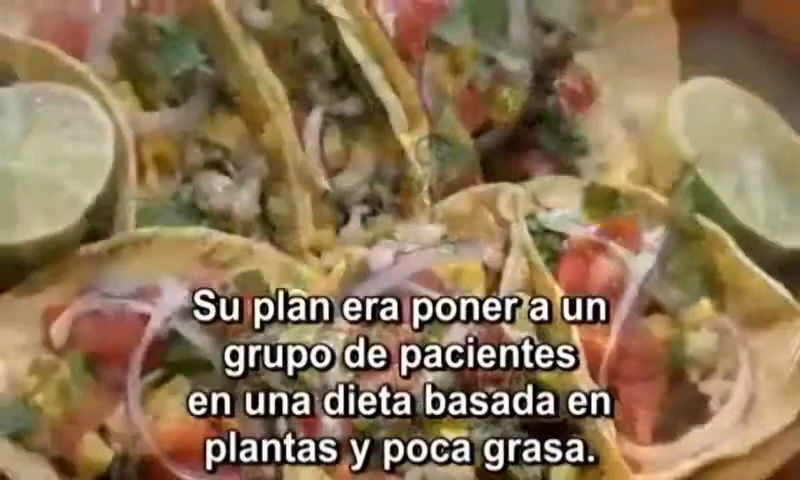 Su plan era poner a un
grupo de pacientes
en una dieta basada en
plantas y poca grasa.